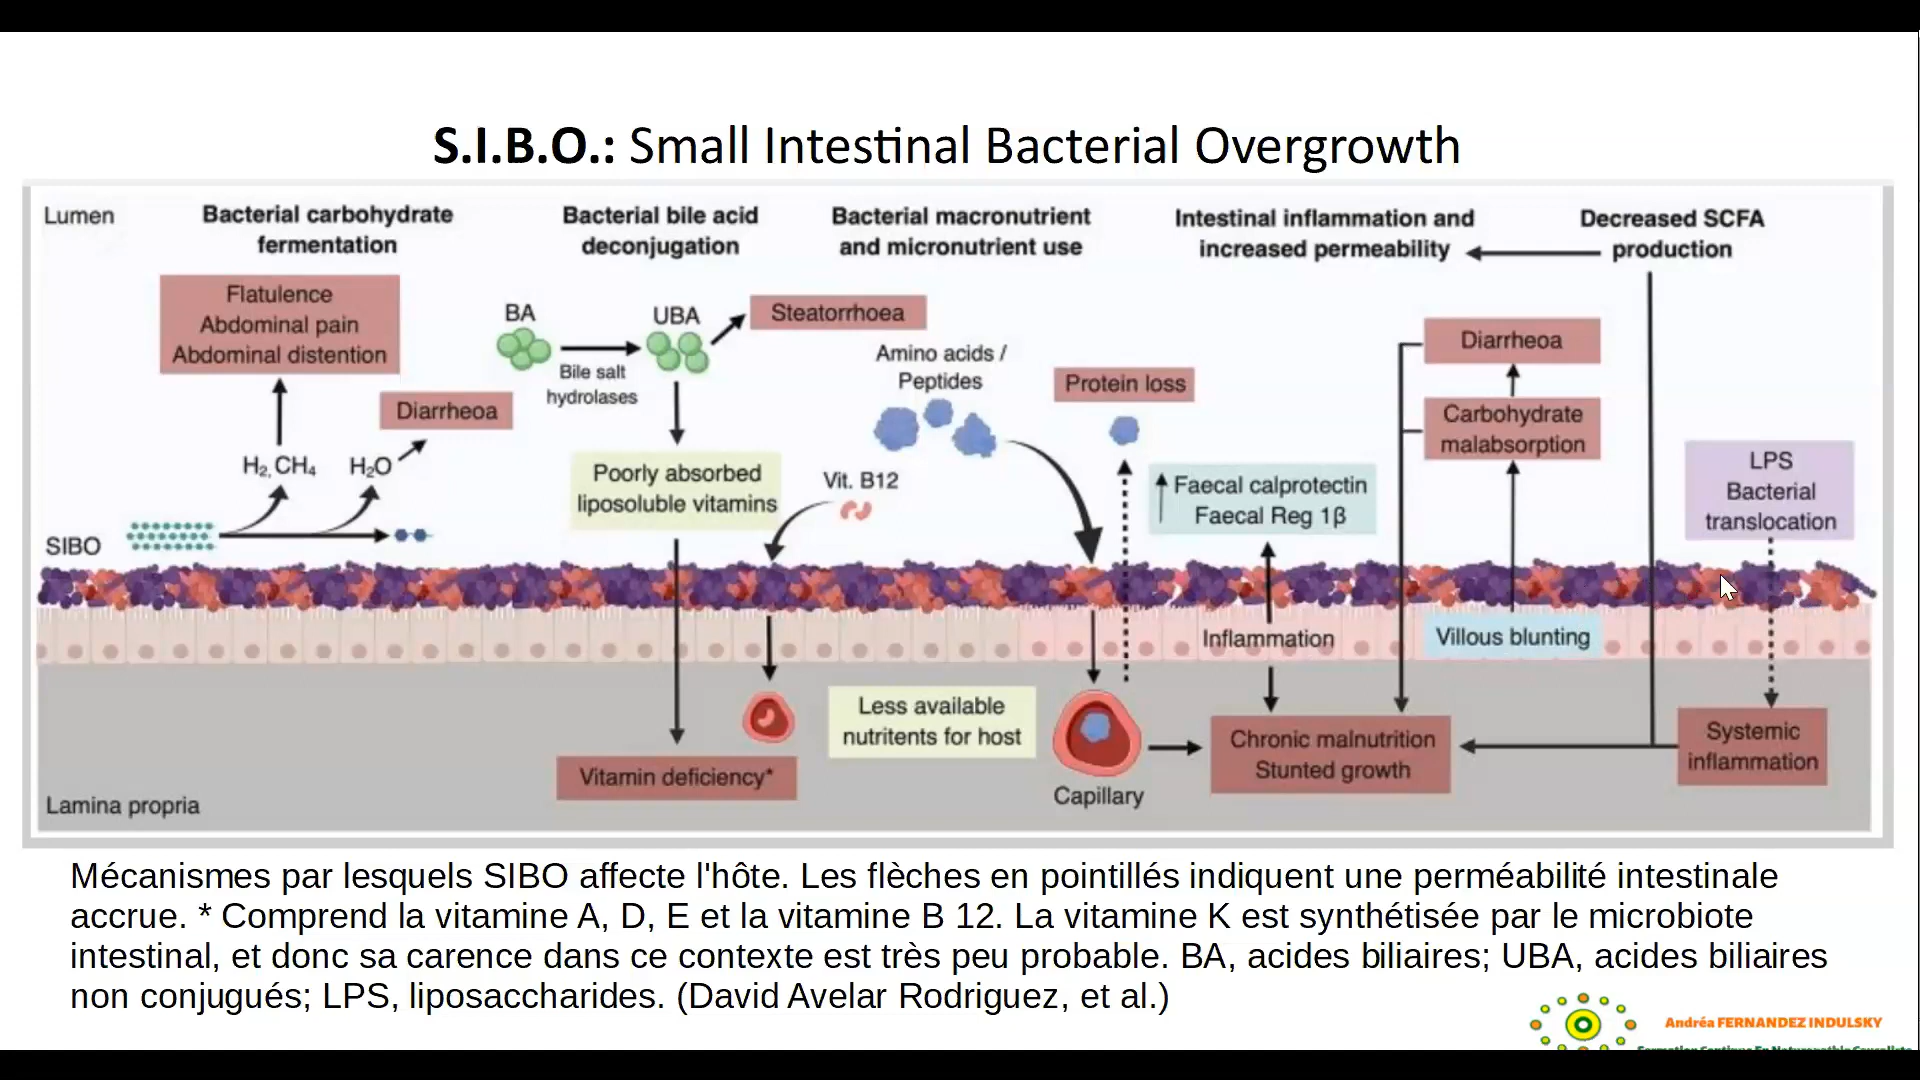 S.I.B.O.: Small Intestinal Bacterial Overgrowth
Lumen
Bacterial carbohydrate
fermentation
Bacterial bile acid
deconjugation
Bacterial macronutrient
and micronutrient use
Intestinal inflammation and
increased permeability
Decreased SCFA
production
Flatulence
Abdominal pain
Abdominal distention
Diarrheoa
H2, CH4
H2O
SIBO
BA
UBA
Bile salt
hydrolases
Steatorrhoea
Poorly absorbed
liposoluble vitamins
Vitamin deficiency*
Amino acids /
Peptides
Vit. B12
Less available
nutritents for host
Protein loss
Capillary
Faecal calprotectin
Faecal Reg 1β
Inflammation
Chronic malnutrition
Stunted growth
Diarrheoa
Carbohydrate
malabsorption
Villous blunting
LPS
Bacterial
translocation
Systemic
inflammation
Lamina propria
Mécanismes par lesquels SIBO affecte l'hôte. Les flèches en pointillés indiquent une perméabilité intestinale
accrue. * Comprend la vitamine A, D, E et la vitamine B 12. La vitamine K est synthétisée par le microbiote
intestinal, et donc sa carence dans ce contexte est très peu probable. BA, acides biliaires; UBA, acides biliaires
non conjugués; LPS, liposaccharides. (David Avelar Rodriguez, et al.)
Andréa FERNANDEZ INDULSKY